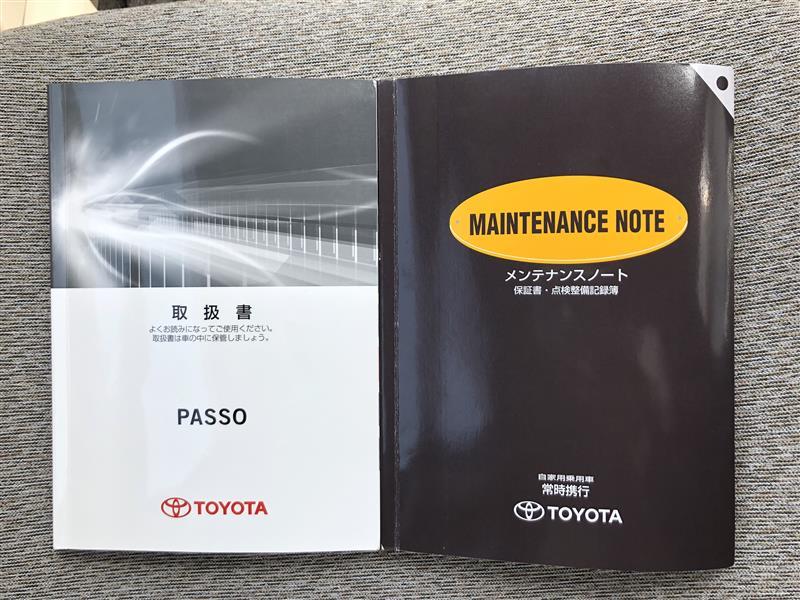 取扱書
よくお読みになってご使用ください。
取扱書は車の中に保管しましょう。
PASSO
TOYOTA
MAINTENANCE NOTE
メンテナンスノート
保証書・点検整備記録簿
自家用乗用車
常時携行
TOYOTA